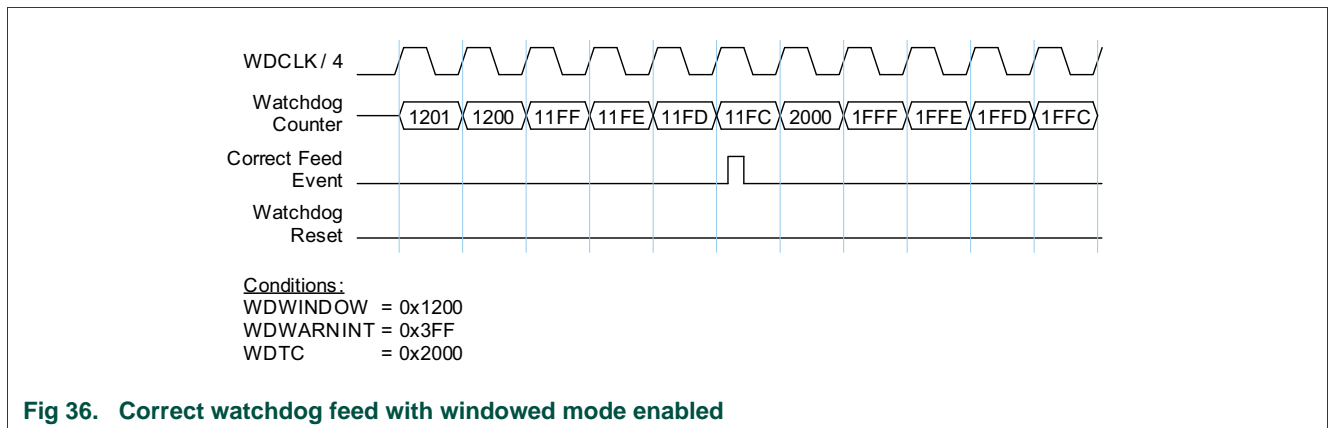 WDCLK / 4
Watchdog
Counter
1201 1200 11FF 11FE 11FD 11FC 2000 1FFF 1FFE 1FFD 1FFC
Correct Feed
Event
Watchdog
Reset
Conditions:
WDWINDOW = 0x1200
WDWARNINT = 0x3FF
WDTC = 0x2000
Fig 36. Correct watchdog feed with windowed mode enabled